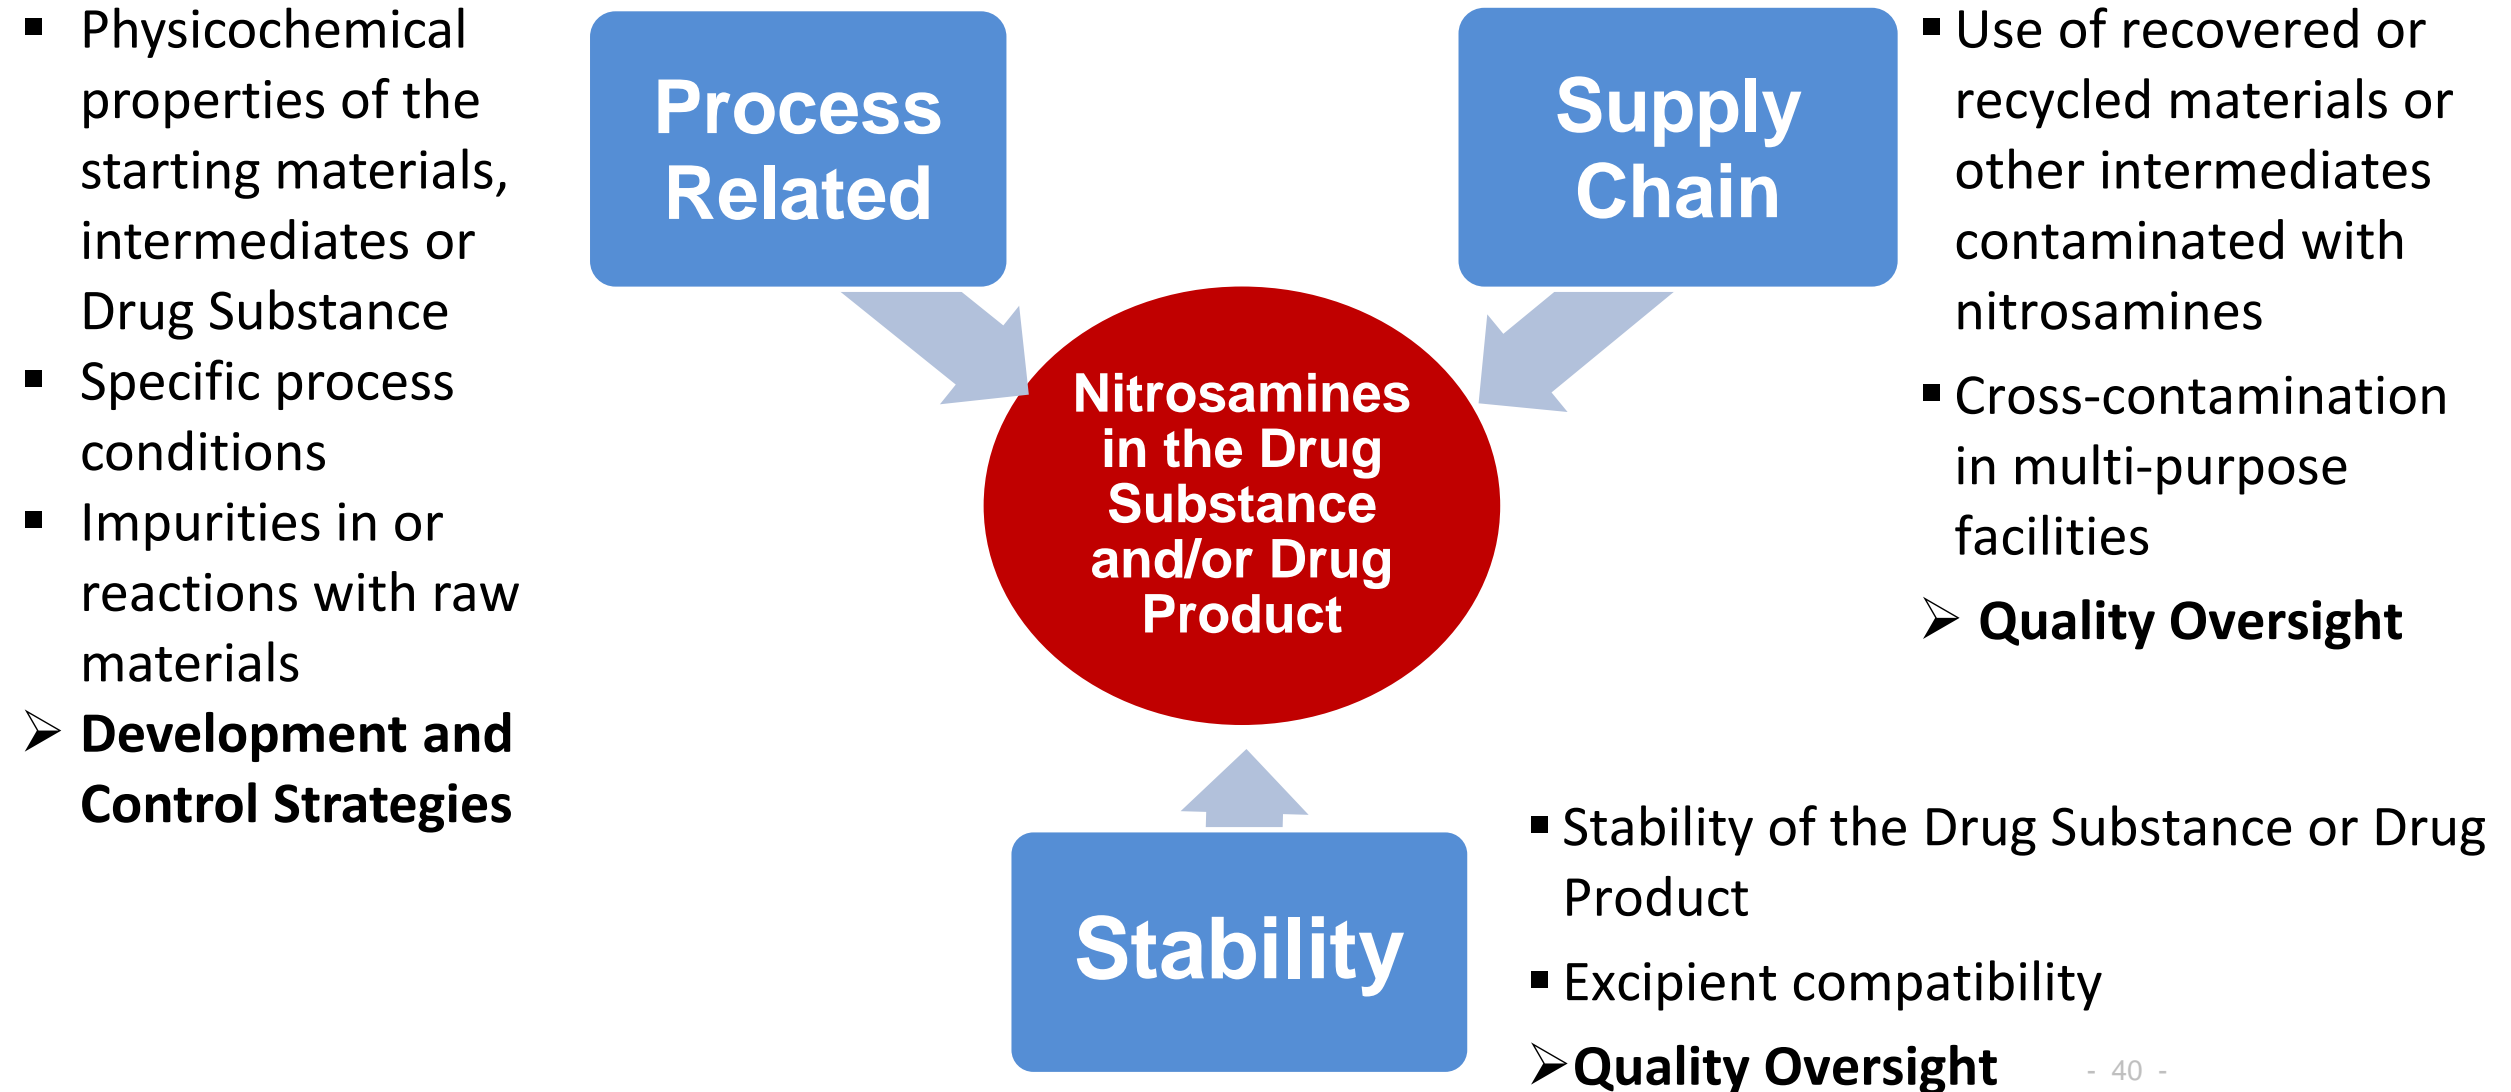 Physicochemical
properties of the
starting materials,
intermediates or
Drug Substance
Specific process
conditions
Impurities in or
reactions with raw
materials
Development and
Control Strategies
Process
Related
Supply
Chain
Use of recovered or
recycled materials or
other intermediates
contaminated with
nitrosamines
Cross-contamination
in multi-purpose
facilities
Quality Oversight
Nitrosamines
in the Drug
Substance
and/or Drug
Product
Stability
Stability of the Drug Substance or Drug
Product
Excipient compatibility
Quality Oversight
- 40 -